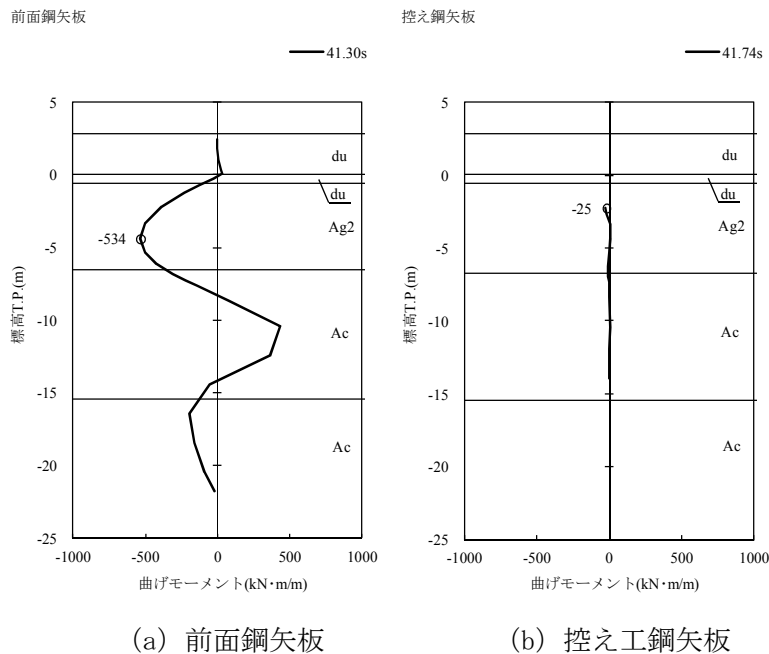 前面鋼矢板
41.30s
5
0
-5
-10
-15
-20
-25
標高T.P.(m)
du
du
Ag2
-534
Ac
Ac
-1000 -500 0 500 1000
曲げモーメント(kN・m/m)
(a) 前面鋼矢板
控え鋼矢板
41.74s
5
0
-5
-10
-15
-20
-25
標高T.P.(m)
du
du
-25
Ag2
Ac
Ac
-1000 -500 0 500 1000
曲げモーメント(kN・m/m)
(b) 控え工鋼矢板